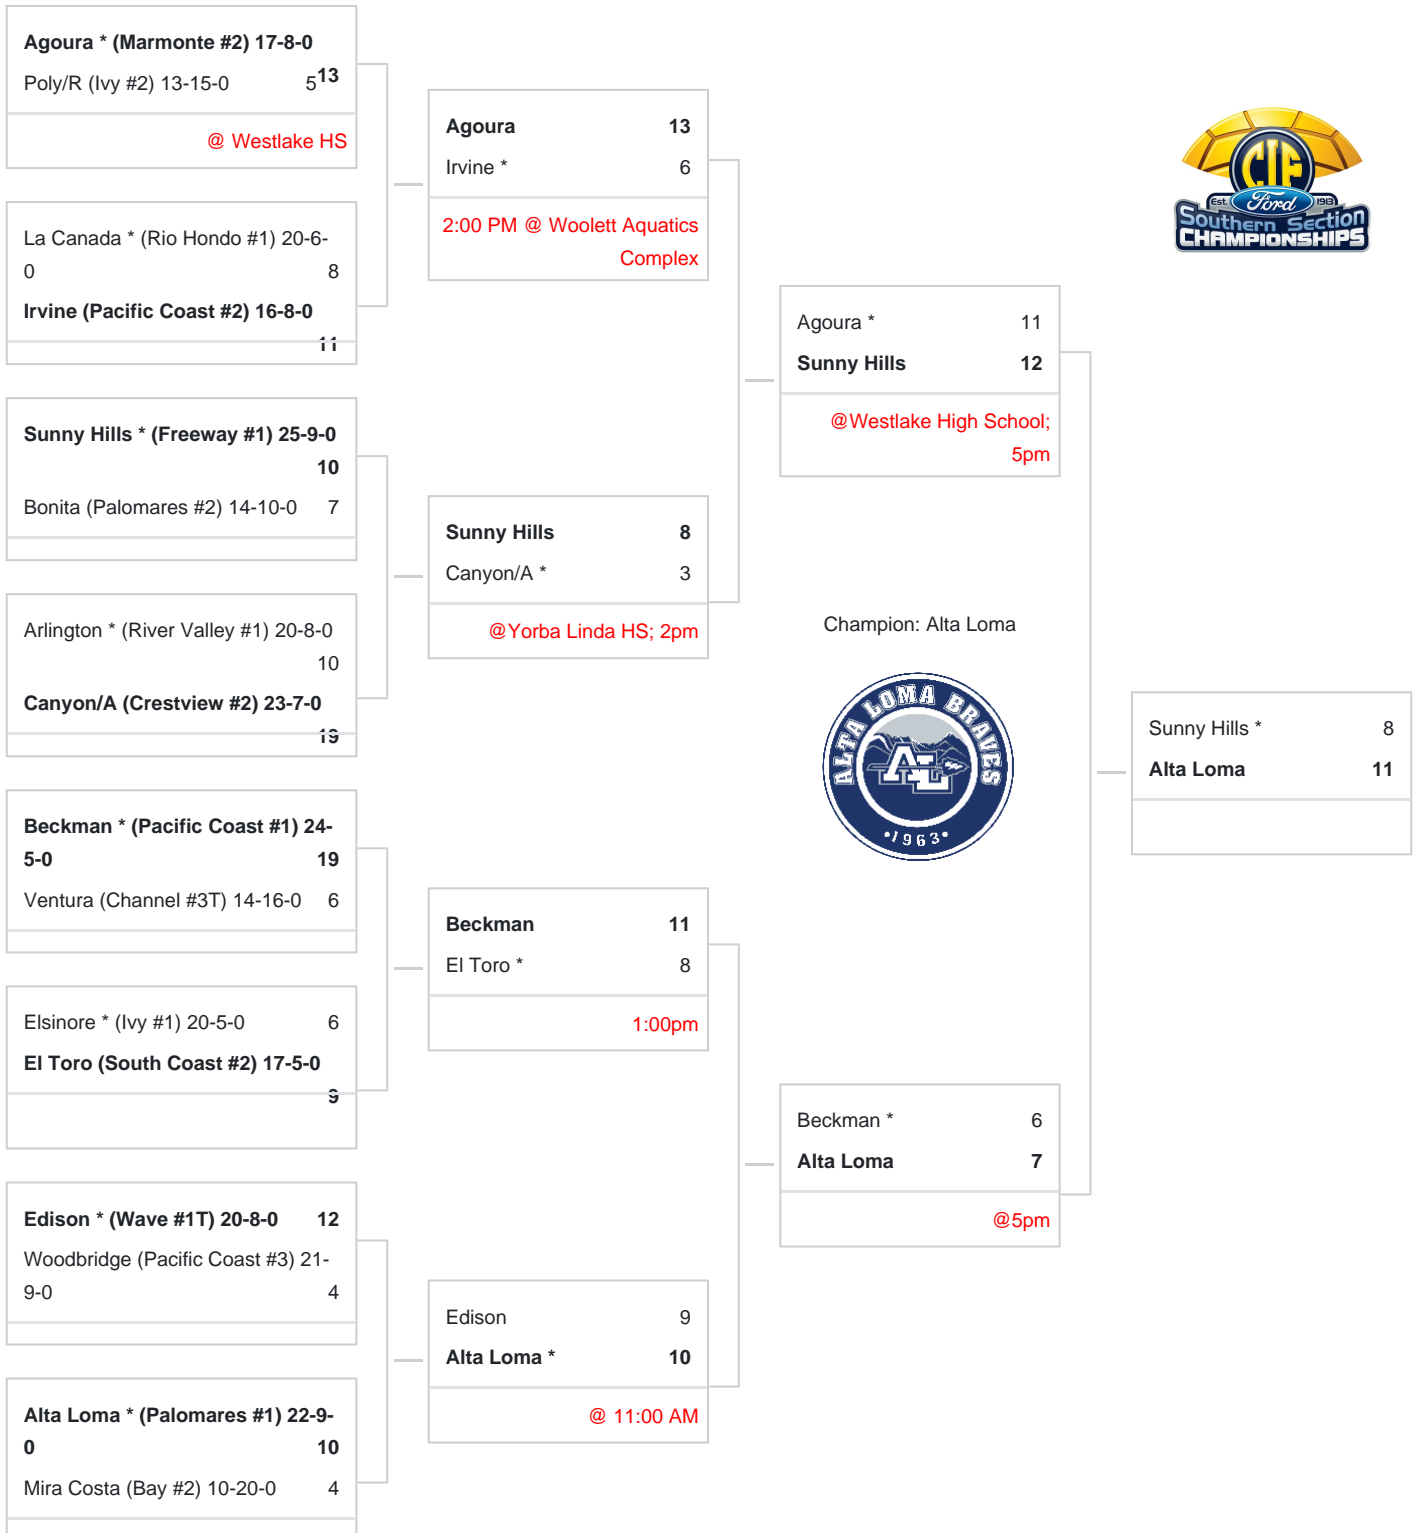 Agoura * (Marmonte #2) 17-8-0
13
Poly/R (Ivy #2) 13-15-0 5
@ Westlake HS
La Canada * (Rio Hondo #1) 20-6-
0 8
Irvine (Pacific Coast #2) 16-8-0
11
Sunny Hills * (Freeway #1) 25-9-0
10
Bonita (Palomares #2) 14-10-0 7
Arlington * (River Valley #1) 20-8-0
10
Canyon/A (Crestview #2) 23-7-0
19
Beckman * (Pacific Coast #1) 24-
5-0 19
Ventura (Channel #3T) 14-16-0 6
Elsinore * (Ivy #1) 20-5-0 6
El Toro (South Coast #2) 17-5-0
9
Edison * (Wave #1T) 20-8-0 12
Woodbridge (Pacific Coast #3) 21-
9-0 4
Alta Loma * (Palomares #1) 22-9-
0 10
Mira Costa (Bay #2) 10-20-0 4
Agoura 13
Irvine * 6
2:00 PM @ Woolett Aquatics
Complex
Sunny Hills 8
Canyon/A * 3
@Yorba Linda HS; 2pm
Beckman 11
El Toro * 8
1:00pm
Edison 9
Alta Loma * 10
@ 11:00 AM
Agoura * 11
Sunny Hills 12
@Westlake High School;
5pm
Beckman * 6
Alta Loma 7
@5pm
Champion: Alta Loma
ALTA LOMA BRAVES
AL
•1963•
Sunny Hills * 8
Alta Loma 11
CIF
Est. Ford 1913
Southern Section
CHAMPIONSHIPS